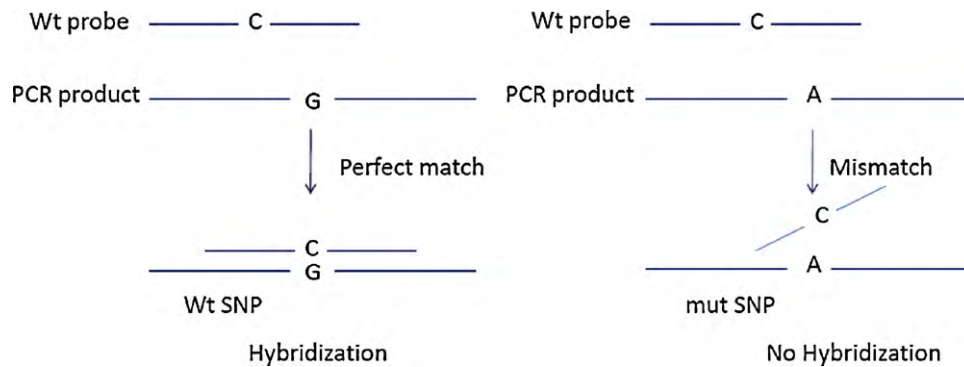 Wt probe C
PCR product G
Perfect match
C
G
Wt SNP
Hybridization
Wt probe C
PCR product A
Mismatch
C
A
mut SNP
No Hybridization